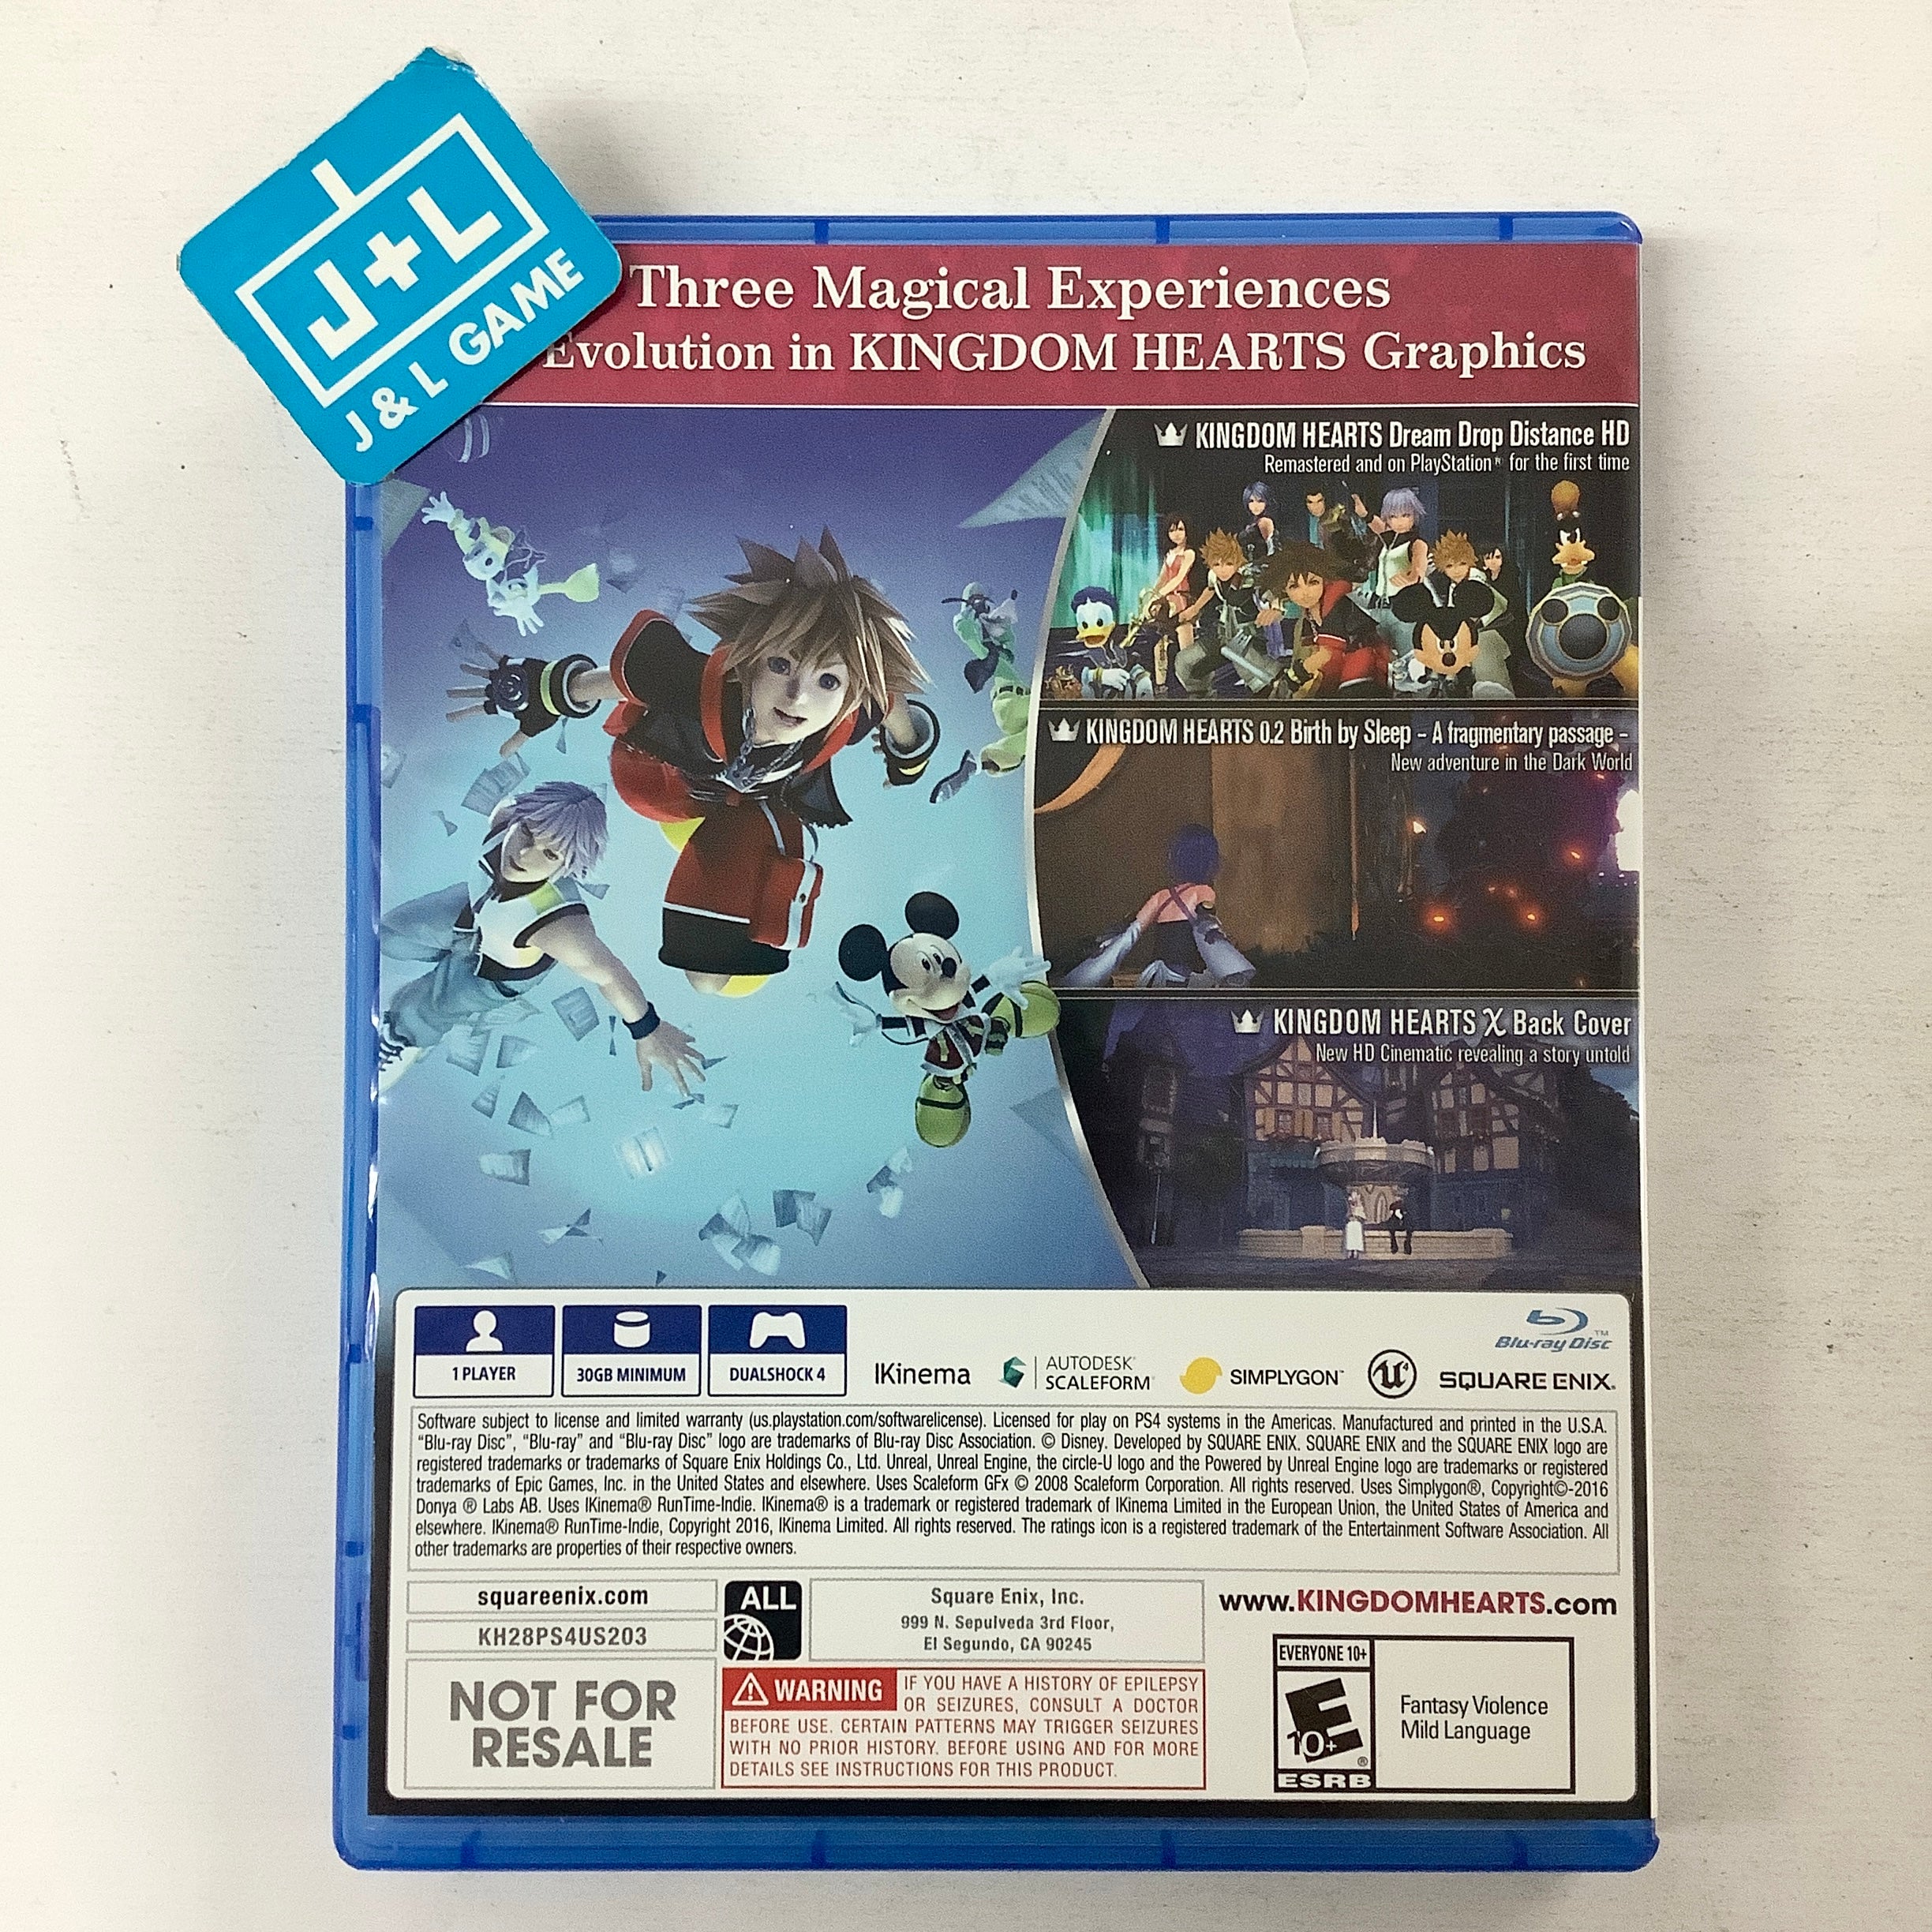 J+L
J & L GAME
Three Magical Experiences
Evolution in KINGDOM HEARTS Graphics
KINGDOM HEARTS Dream Drop Distance HD
Remastered and on PlayStation® for the first time
KINGDOM HEARTS 0.2 Birth by Sleep - A fragmentary passage -
New adventure in the Dark World
KINGDOM HEARTS χ Back Cover
New HD Cinematic revealing a story untold
1 PLAYER
30GB MINIMUM
DUALSHOCK 4
IKinema
AUTODESK®
SCALEFORM®
SIMPLYGON™
Blu-ray Disc™
SQUARE ENIX.
Software subject to license and limited warranty (us.playstation.com/softwarelicense). Licensed for play on PS4 systems in the Americas. Manufactured and printed in the U.S.A.
"Blu-ray Disc", "Blu-ray" and "Blu-ray Disc" logo are trademarks of Blu-ray Disc Association. © Disney. Developed by SQUARE ENIX. SQUARE ENIX and the SQUARE ENIX logo are
registered trademarks or trademarks of Square Enix Holdings Co., Ltd. Unreal, Unreal Engine, the circle-U logo and the Powered by Unreal Engine logo are trademarks or registered
trademarks of Epic Games, Inc. in the United States and elsewhere. Uses Scaleform GFx © 2008 Scaleform Corporation. All rights reserved. Uses Simplygon®, Copyright©-2016
Donya ® Labs AB. Uses IKinema® RunTime-Indie. IKinema® is a trademark or registered trademark of IKinema Limited in the European Union, the United States of America and
elsewhere. IKinema® RunTime-Indie, Copyright 2016, IKinema Limited. All rights reserved. The ratings icon is a registered trademark of the Entertainment Software Association. All
other trademarks are properties of their respective owners.
squareenix.com
KH28PS4US203
NOT FOR
RESALE
ALL
Square Enix, Inc.
999 N. Sepulveda 3rd Floor,
El Segundo, CA 90245
WARNING IF YOU HAVE A HISTORY OF EPILEPSY
OR SEIZURES, CONSULT A DOCTOR
BEFORE USE. CERTAIN PATTERNS MAY TRIGGER SEIZURES
WITH NO PRIOR HISTORY. BEFORE USING AND FOR MORE
DETAILS SEE INSTRUCTIONS FOR THIS PRODUCT.
www.KINGDOMHEARTS.com
EVERYONE 10+
E
10+
ESRB
Fantasy Violence
Mild Language